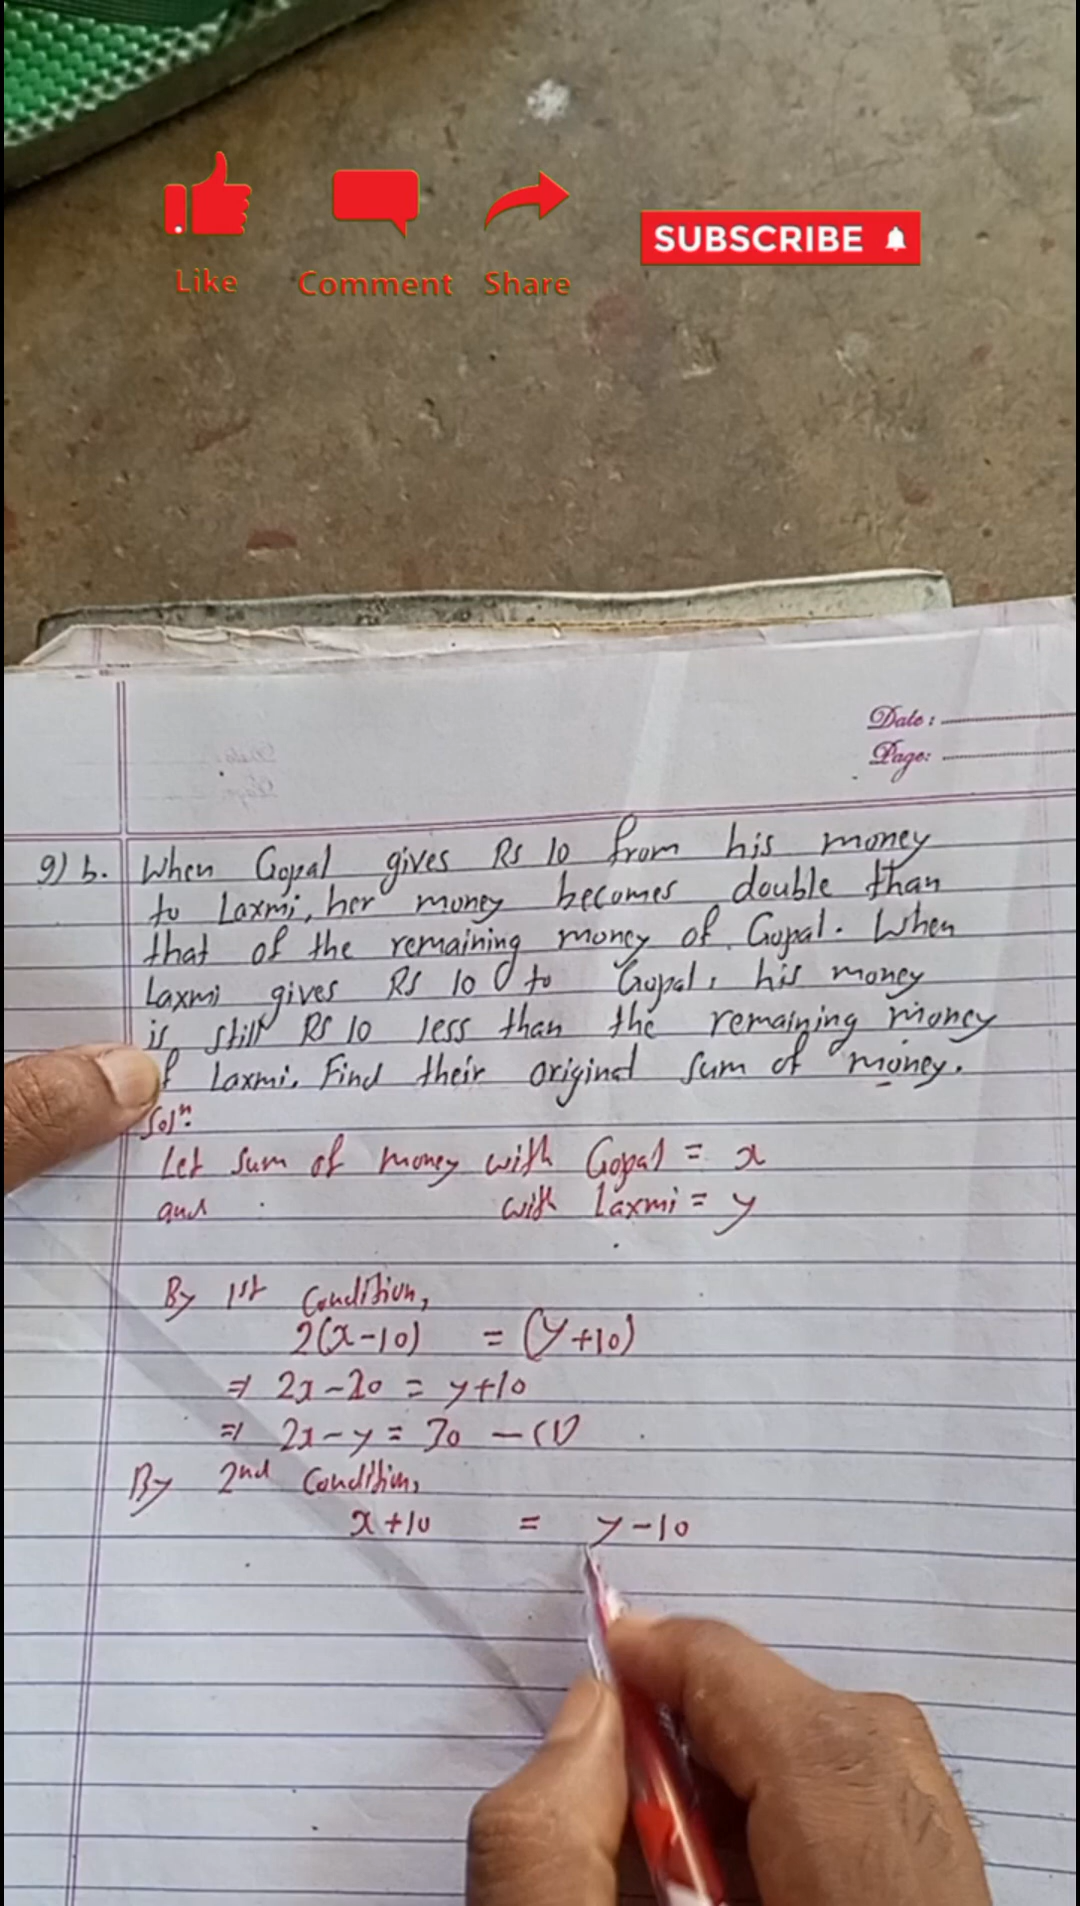 Like Comment Share
SUBSCRIBE
Date:
Page:
9) b. When Gopal gives Rs 10 from his money
to Laxmi, her money becomes double than
that of the remaining money of Gopal. When
Laxmi gives Rs 10 to Gopal, his money
is still Rs 10 less than the remaining money
f Laxmi. Find their original sum of money.
Solⁿ:
Let sum of money with Gopal = x
and with Laxmi = y
By 1st Condition,
2(x-10) = (y+10)
⇒ 2x-20 = y+10
⇒ 2x-y = 30 -(1)
By 2nd Condition,
x+10 = y-10